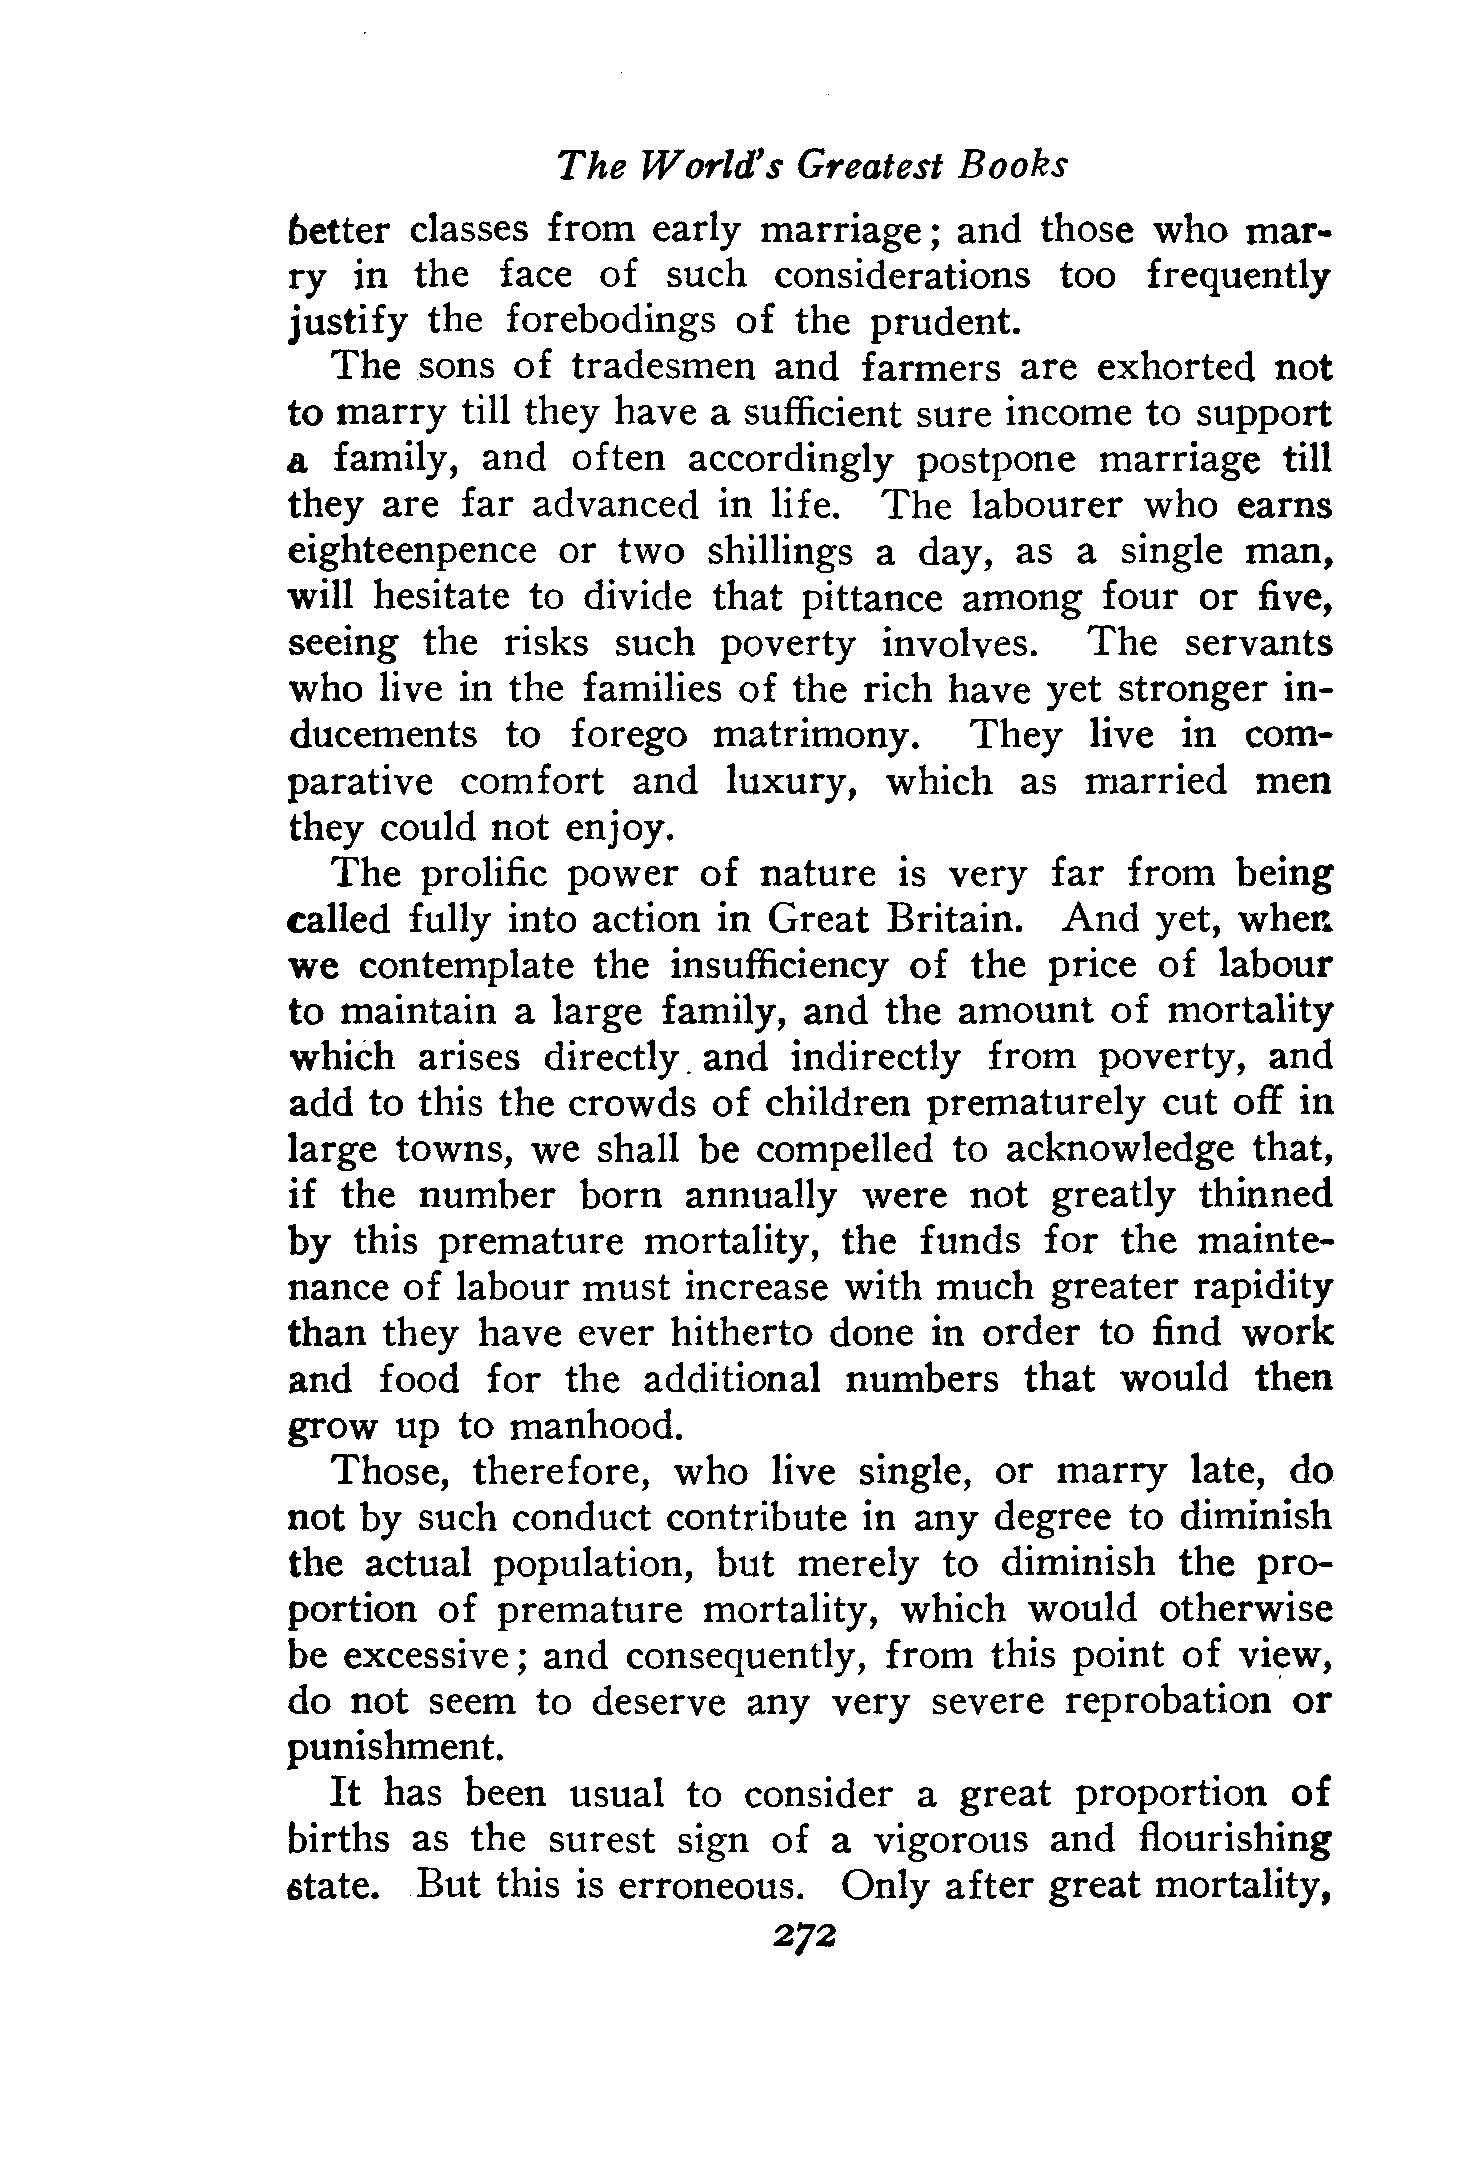 The World's Greatest Books
better classes from early marriage; and those who mar-
ry in the face of such considerations too frequently
justify the forebodings of the prudent.
The sons of tradesmen and farmers are exhorted not
to marry till they have a sufficient sure income to support
a family, and often accordingly postpone marriage till
they are far advanced in life. The labourer who earns
eighteenpence or two shillings a day, as a single man,
will hesitate to divide that pittance among four or five,
seeing the risks such poverty involves. The servants
who live in the families of the rich have yet stronger in-
ducements to forego matrimony. They live in com-
parative comfort and luxury, which as married men
they could not enjoy.
The prolific power of nature is very far from being
called fully into action in Great Britain. And yet, when
we contemplate the insufficiency of the price of labour
to maintain a large family, and the amount of mortality
which arises directly and indirectly from poverty, and
add to this the crowds of children prematurely cut off in
large towns, we shall be compelled to acknowledge that,
if the number born annually were not greatly thinned
by this premature mortality, the funds for the mainte-
nance of labour must increase with much greater rapidity
than they have ever hitherto done in order to find work
and food for the additional numbers that would then
grow up to manhood.
Those, therefore, who live single, or marry late, do
not by such conduct contribute in any degree to diminish
the actual population, but merely to diminish the pro-
portion of premature mortality, which would otherwise
be excessive; and consequently, from this point of view,
do not seem to deserve any very severe reprobation or
punishment.
It has been usual to consider a great proportion of
births as the surest sign of a vigorous and flourishing
state. But this is erroneous. Only after great mortality,
272